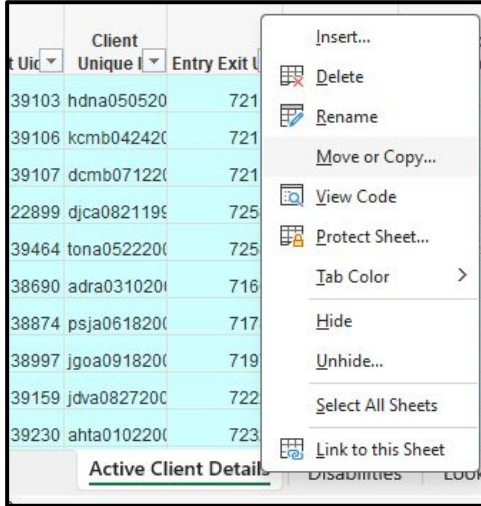 Client
t Uic Unique I Entry Exit U
39103 hdna050520 721
39106 kcmb042420 721
39107 dcmb071220 721
22899 djca0821199 725
39464 tona0522200 725
38690 adra0310200 716
38874 psja0618200 717
38997 jgoa0918200 719
39159 jdva0827200 722
39230 ahta0102200 723
Insert...
Delete
Rename
Move or Copy...
View Code
Protect Sheet...
Tab Color
Hide
Unhide...
Select All Sheets
Link to this Sheet
Active Client Details Disabilities Look